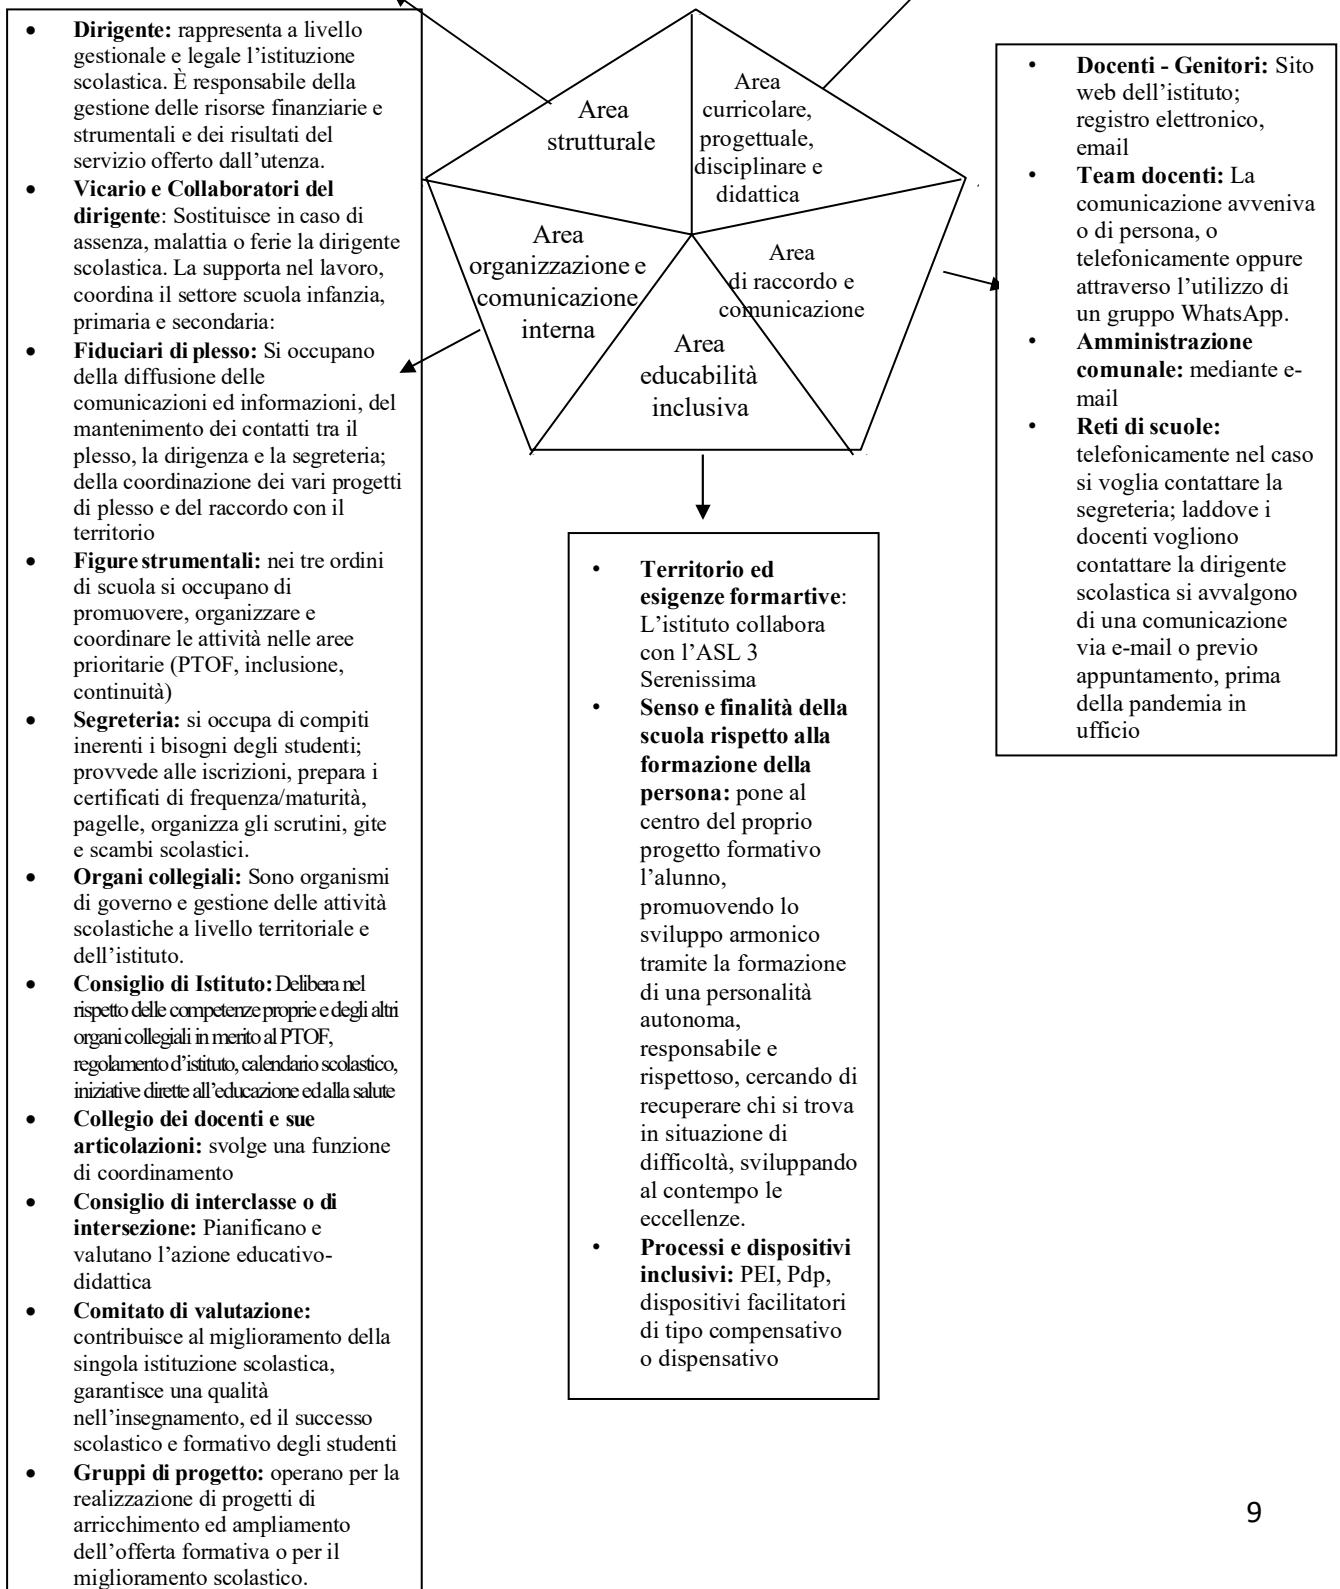 • Dirigente: rappresenta a livello
gestionale e legale l’istituzione
scolastica. È responsabile della
gestione delle risorse finanziarie e
strumentali e dei risultati del
servizio offerto dall’utenza.
• Vicario e Collaboratori del
dirigente: Sostituisce in caso di
assenza, malattia o ferie la dirigente
scolastica. La supporta nel lavoro,
coordina il settore scuola infanzia,
primaria e secondaria:
• Fiduciari di plesso: Si occupano
della diffusione delle
comunicazioni ed informazioni, del
mantenimento dei contatti tra il
plesso, la dirigenza e la segreteria;
della coordinazione dei vari progetti
di plesso e del raccordo con il
territorio
• Figure strumentali: nei tre ordini
di scuola si occupano di
promuovere, organizzare e
coordinare le attività nelle aree
prioritarie (PTOF, inclusione,
continuità)
• Segreteria: si occupa di compiti
inerenti i bisogni degli studenti;
provvede alle iscrizioni, prepara i
certificati di frequenza/maturità,
pagelle, organizza gli scrutini, gite
e scambi scolastici.
• Organi collegiali: Sono organismi
di governo e gestione delle attività
scolastiche a livello territoriale e
dell’istituto.
• Consiglio di Istituto: Delibera nel
rispetto delle competenze proprie e degli altri
organi collegiali in merito al PTOF,
regolamento d’istituto, calendario scolastico,
iniziative dirette all’educazione ed alla salute
• Collegio dei docenti e sue
articolazioni: svolge una funzione
di coordinamento
• Consiglio di interclasse o di
intersezione: Pianificano e
valutano l’azione educativo-
didattica
• Comitato di valutazione:
contribuisce al miglioramento della
singola istituzione scolastica,
garantisce una qualità
nell’insegnamento, ed il successo
scolastico e formativo degli studenti
• Gruppi di progetto: operano per la
realizzazione di progetti di
arricchimento ed ampliamento
dell’offerta formativa o per il
miglioramento scolastico.
Area
strutturale
Area
curricolare,
progettuale,
disciplinare e
didattica
Area
organizzazione e
comunicazione
interna
Area
di raccordo e
comunicazione
Area
educabilità
inclusiva
• Territorio ed
esigenze formartive:
L’istituto collabora
con l’ASL 3
Serenissima
• Senso e finalità della
scuola rispetto alla
formazione della
persona: pone al
centro del proprio
progetto formativo
l’alunno,
promuovendo lo
sviluppo armonico
tramite la formazione
di una personalità
autonoma,
responsabile e
rispettoso, cercando di
recuperare chi si trova
in situazione di
difficoltà, sviluppando
al contempo le
eccellenze.
• Processi e dispositivi
inclusivi: PEI, Pdp,
dispositivi facilitatori
di tipo compensativo
o dispensativo
• Docenti - Genitori: Sito
web dell’istituto;
registro elettronico,
email
• Team docenti: La
comunicazione avveniva
o di persona, o
telefonicamente oppure
attraverso l’utilizzo di
un gruppo WhatsApp.
• Amministrazione
comunale: mediante e-
mail
• Reti di scuole:
telefonicamente nel caso
si voglia contattare la
segreteria; laddove i
docenti vogliono
contattare la dirigente
scolastica si avvalgono
di una comunicazione
via e-mail o previo
appuntamento, prima
della pandemia in
ufficio
9